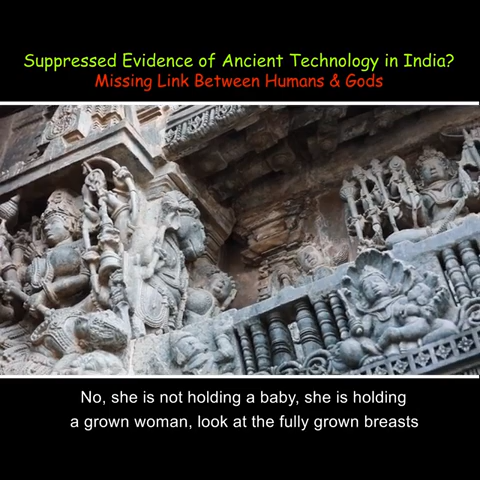 Suppressed Evidence of Ancient Technology in India?
Missing Link Between Humans & Gods
No, she is not holding a baby, she is holding
a grown woman, look at the fully grown breasts